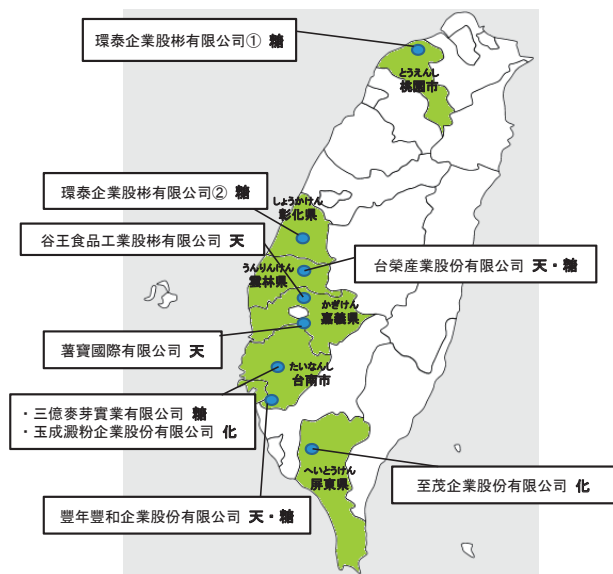 環泰企業股彬有限公司① 糖
とうえんし
桃園市
環泰企業股彬有限公司② 糖
しょうかけん
彰化県
谷王食品工業股彬有限公司 天
うんりんけん
雲林県
台榮産業股份有限公司 天・糖
かぎけん
嘉義県
薯寶國際有限公司 天
たいなんし
台南市
・三億麥芽實業有限公司 糖
・玉成澱粉企業股份有限公司 化
へいとうけん
屏東県
至茂企業股份有限公司 化
豐年豐和企業股份有限公司 天・糖